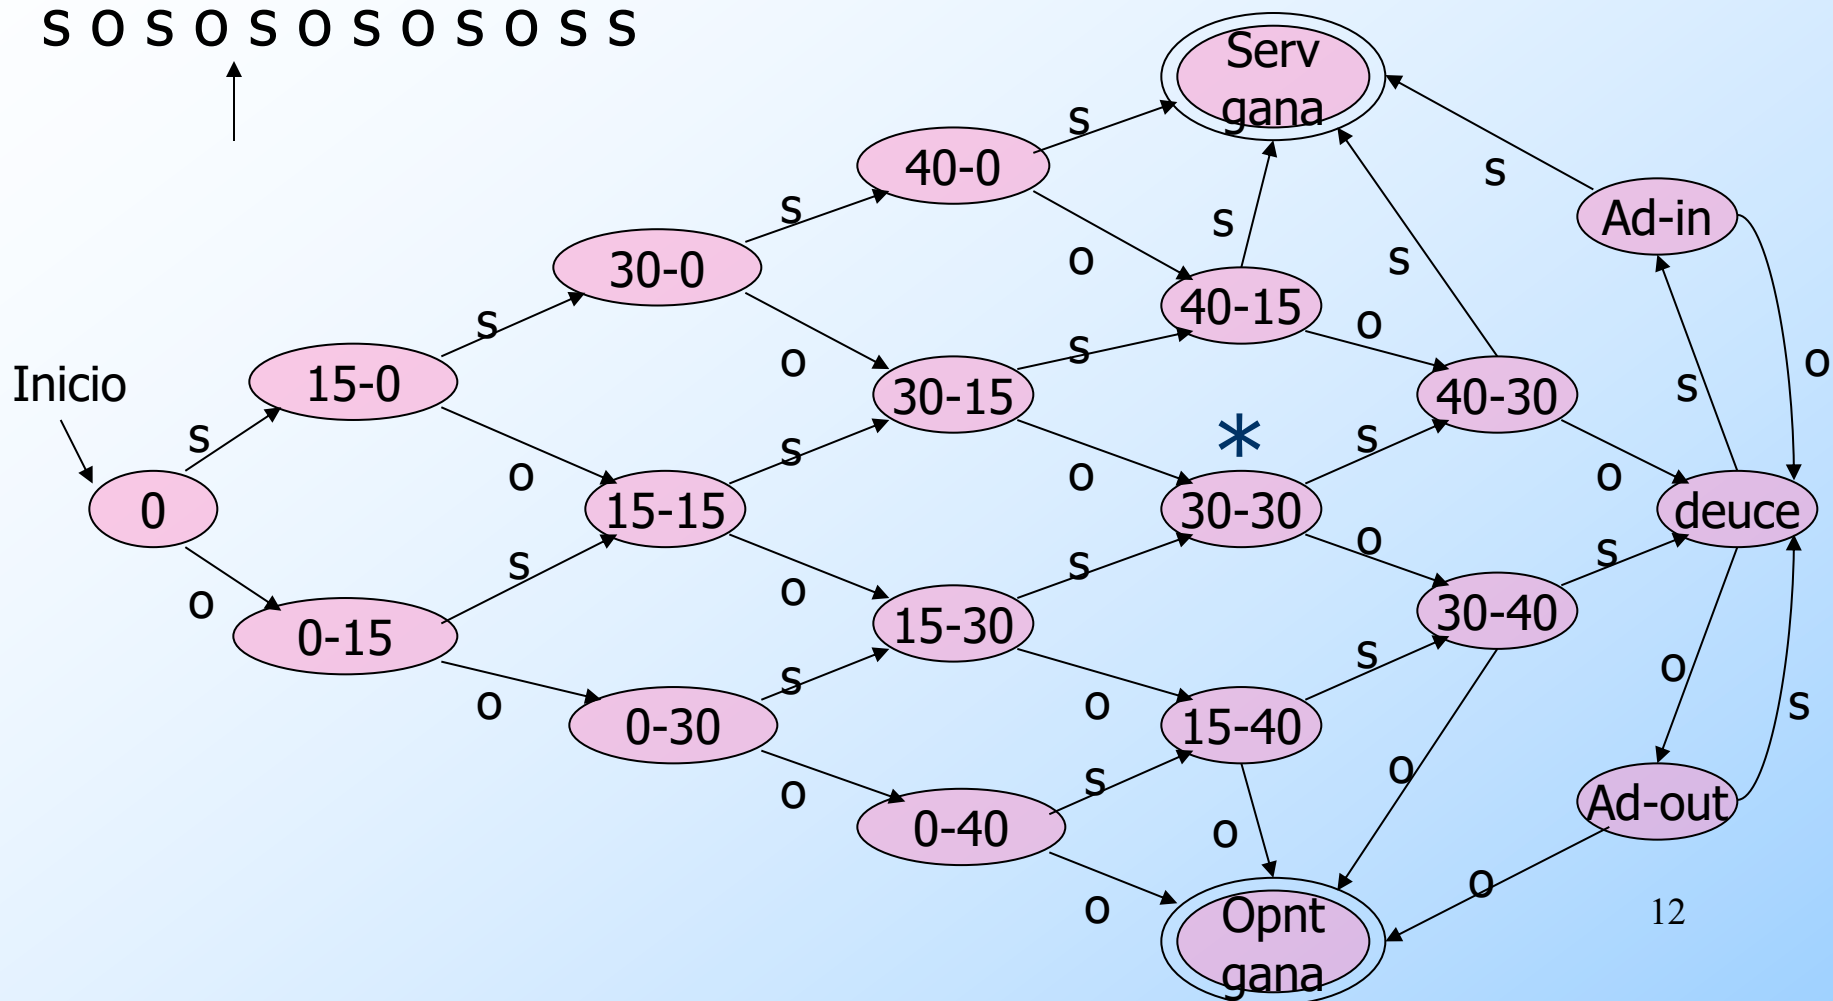 s o s o s o s o s o s s
Serv
gana
s
40-0
s
s
Ad-in
s
30-0
o
s
s
40-15
o
s
s
o
Inicio
15-0
o
30-15
s
40-30
s
*
s
s
o
o
o
0
15-15
30-30
deuce
o
s
s
s
o
o
o
30-40
0-15
15-30
s
o
s
o
o
s
0-30
15-40
o
s
o
o
Ad-out
0-40
o
o
o
12
Opnt
gana